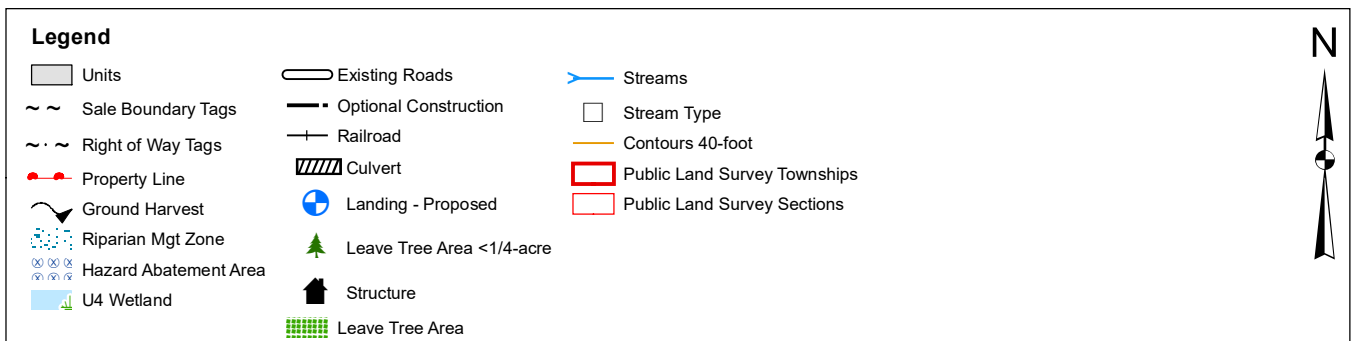 Legend
Units
Sale Boundary Tags
Right of Way Tags
Property Line
Ground Harvest
Riparian Mgt Zone
Hazard Abatement Area
U4 Wetland
Existing Roads
Optional Construction
Railroad
Culvert
Landing - Proposed
Leave Tree Area <1/4-acre
Structure
Leave Tree Area
Streams
Stream Type
Contours 40-foot
Public Land Survey Townships
Public Land Survey Sections
N